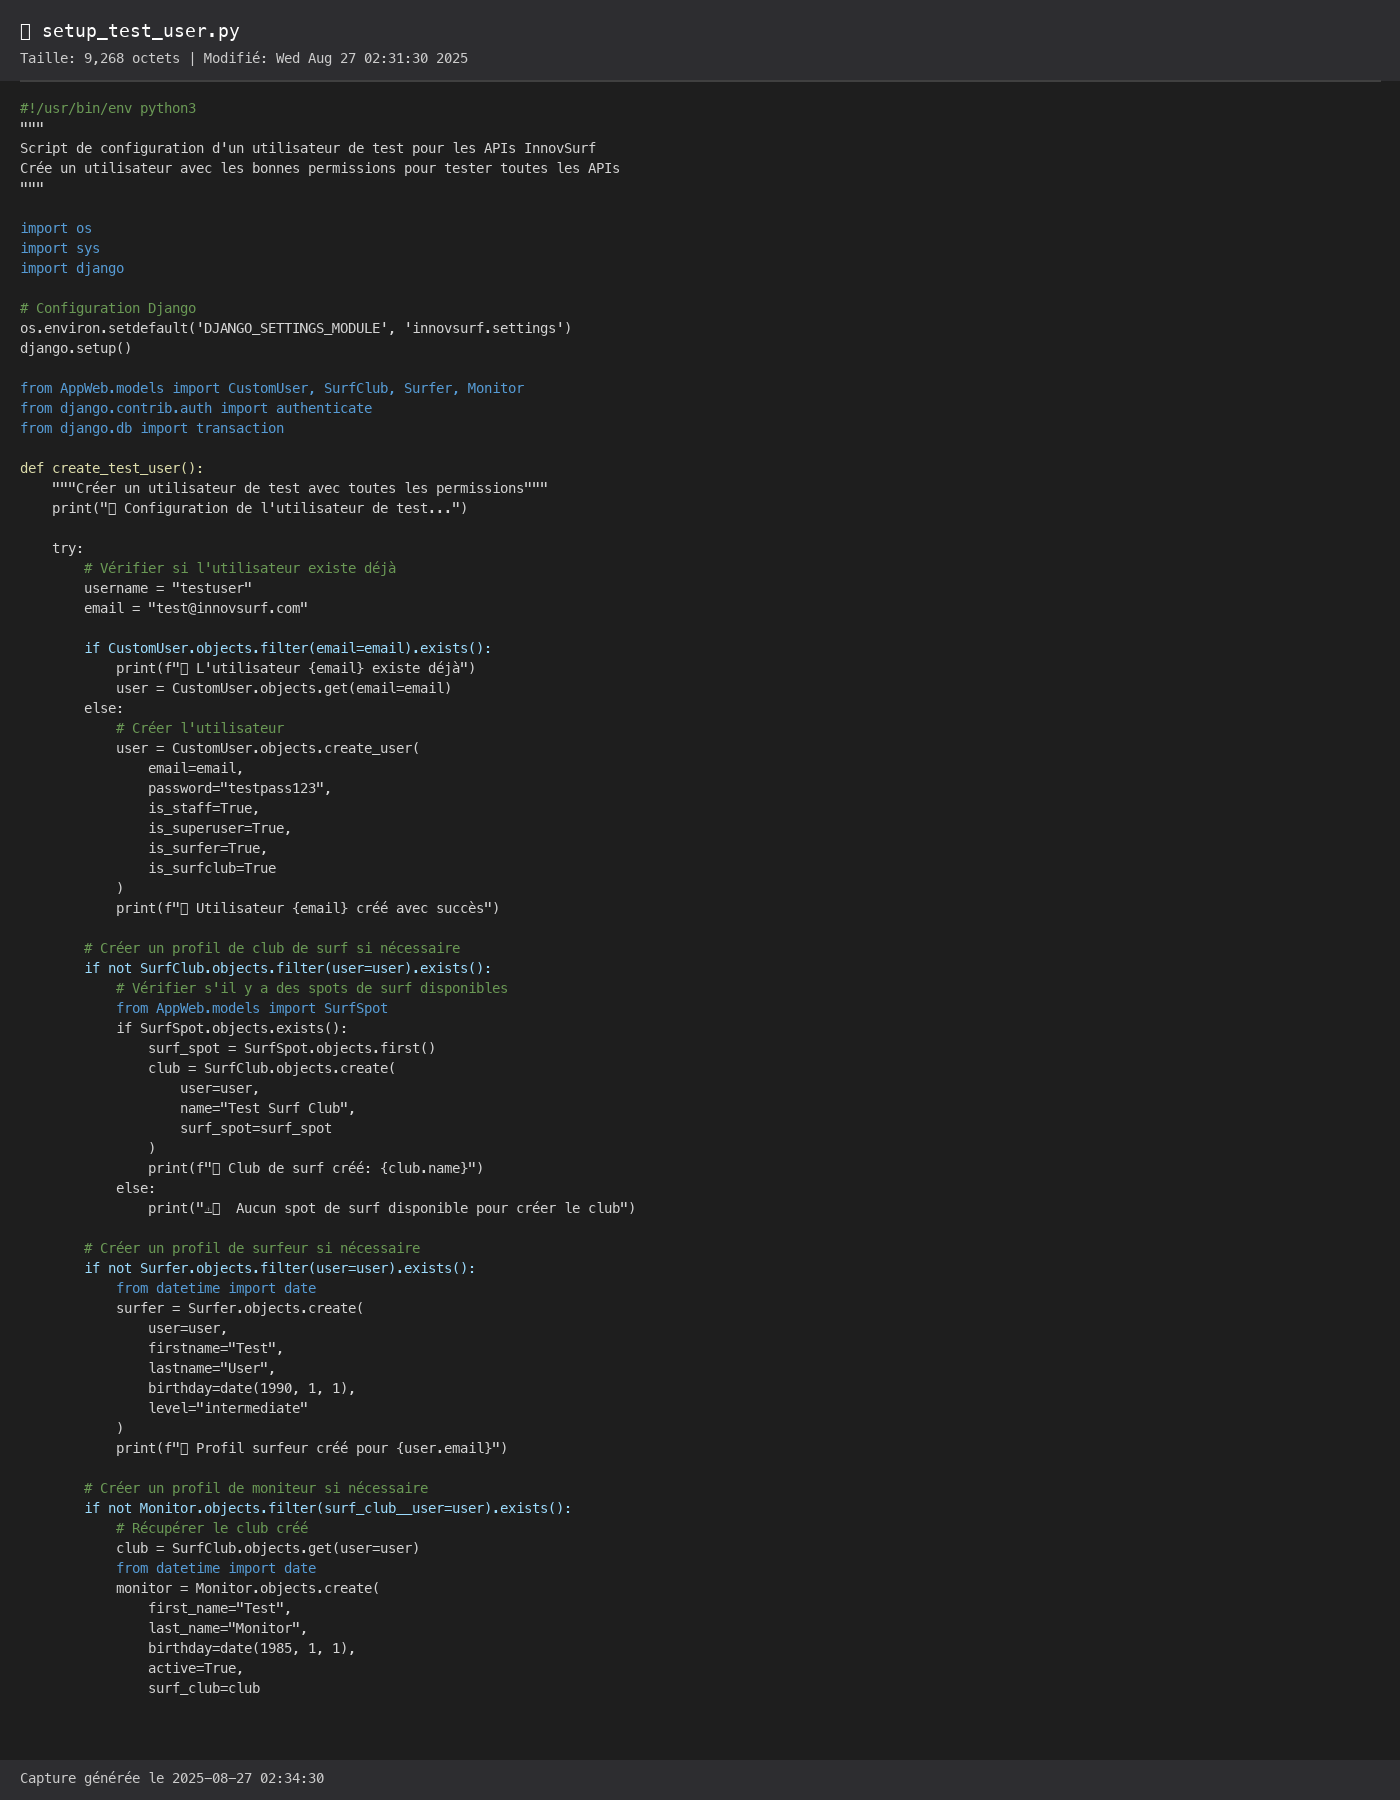 ▯ setup_test_user.py
Taille: 9,268 octets | Modifié: Wed Aug 27 02:31:30 2025
#!/usr/bin/env python3
"""
Script de configuration d'un utilisateur de test pour les APIs InnovSurf
Crée un utilisateur avec les bonnes permissions pour tester toutes les APIs
"""
import os
import sys
import django
# Configuration Django
os.environ.setdefault('DJANGO_SETTINGS_MODULE', 'innovsurf.settings')
django.setup()
from AppWeb.models import CustomUser, SurfClub, Surfer, Monitor
from django.contrib.auth import authenticate
from django.db import transaction
def create_test_user():
    """Créer un utilisateur de test avec toutes les permissions"""
    print("▯ Configuration de l'utilisateur de test...")
    try:
        # Vérifier si l'utilisateur existe déjà
        username = "testuser"
        email = "test@innovsurf.com"
        if CustomUser.objects.filter(email=email).exists():
            print(f"▯ L'utilisateur {email} existe déjà")
            user = CustomUser.objects.get(email=email)
        else:
            # Créer l'utilisateur
            user = CustomUser.objects.create_user(
                email=email,
                password="testpass123",
                is_staff=True,
                is_superuser=True,
                is_surfer=True,
                is_surfclub=True
            )
            print(f"▯ Utilisateur {email} créé avec succès")
        # Créer un profil de club de surf si nécessaire
        if not SurfClub.objects.filter(user=user).exists():
            # Vérifier s'il y a des spots de surf disponibles
            from AppWeb.models import SurfSpot
            if SurfSpot.objects.exists():
                surf_spot = SurfSpot.objects.first()
                club = SurfClub.objects.create(
                    user=user,
                    name="Test Surf Club",
                    surf_spot=surf_spot
                )
                print(f"▯ Club de surf créé: {club.name}")
            else:
                print("⚠▯  Aucun spot de surf disponible pour créer le club")
        # Créer un profil de surfeur si nécessaire
        if not Surfer.objects.filter(user=user).exists():
            from datetime import date
            surfer = Surfer.objects.create(
                user=user,
                firstname="Test",
                lastname="User",
                birthday=date(1990, 1, 1),
                level="intermediate"
            )
            print(f"▯ Profil surfeur créé pour {user.email}")
        # Créer un profil de moniteur si nécessaire
        if not Monitor.objects.filter(surf_club__user=user).exists():
            # Récupérer le club créé
            club = SurfClub.objects.get(user=user)
            from datetime import date
            monitor = Monitor.objects.create(
                first_name="Test",
                last_name="Monitor",
                birthday=date(1985, 1, 1),
                active=True,
                surf_club=club
Capture générée le 2025-08-27 02:34:30